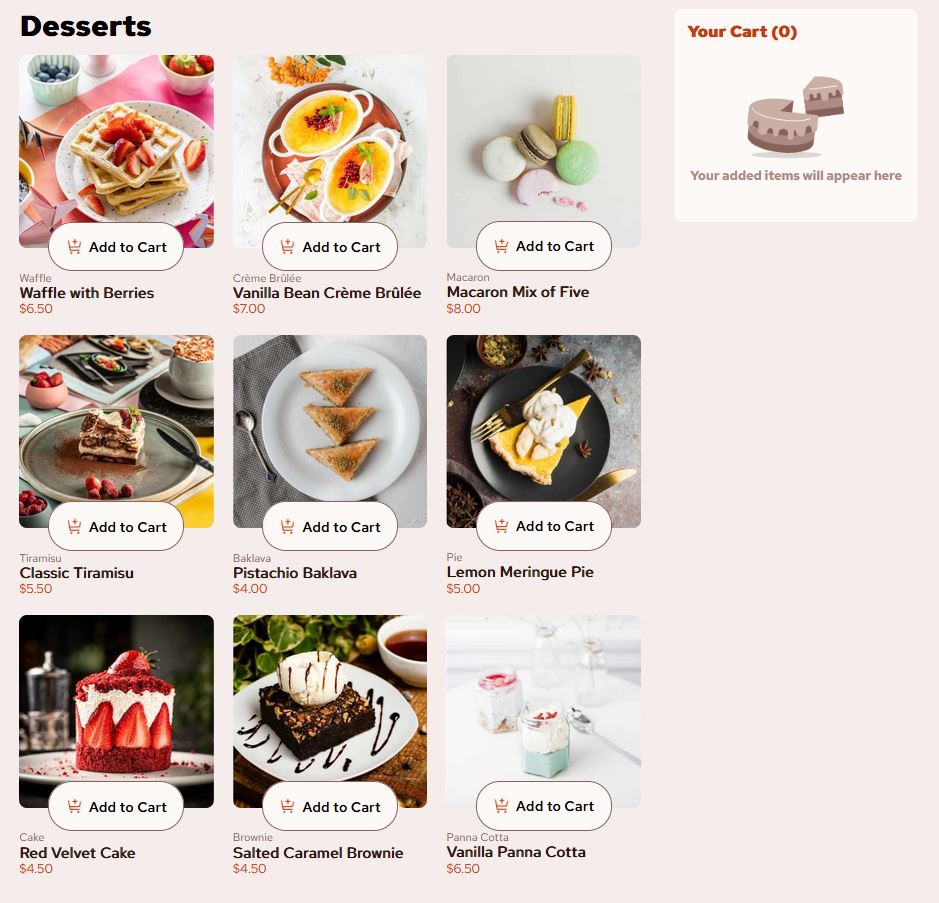 Desserts
Your Cart (0)
Your added items will appear here
Add to Cart
Waffle
Waffle with Berries
$6.50
Add to Cart
Crème Brûlée
Vanilla Bean Crème Brûlée
$7.00
Add to Cart
Macaron
Macaron Mix of Five
$8.00
Add to Cart
Tiramisu
Classic Tiramisu
$5.50
Add to Cart
Baklava
Pistachio Baklava
$4.00
Add to Cart
Pie
Lemon Meringue Pie
$5.00
Add to Cart
Cake
Red Velvet Cake
$4.50
Add to Cart
Brownie
Salted Caramel Brownie
$4.50
Add to Cart
Panna Cotta
Vanilla Panna Cotta
$6.50